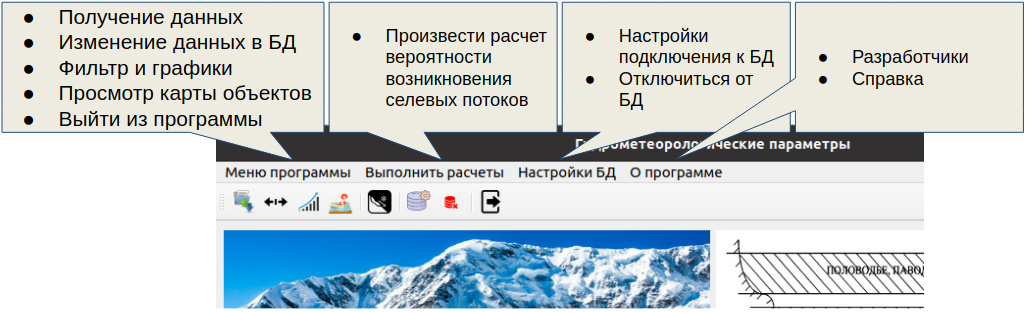 ● Получение данных
● Изменение данных в БД
● Фильтр и графики
● Просмотр карты объектов
● Выйти из программы
● Произвести расчет
вероятности
возникновения
селевых потоков
● Настройки
подключения к БД
● Отключиться от
БД
● Разработчики
● Справка
Гидрометеорологические параметры
Меню программы Выполнить расчеты Настройки БД О программе
ПОЛОВОДЬЕ, ПАВОД